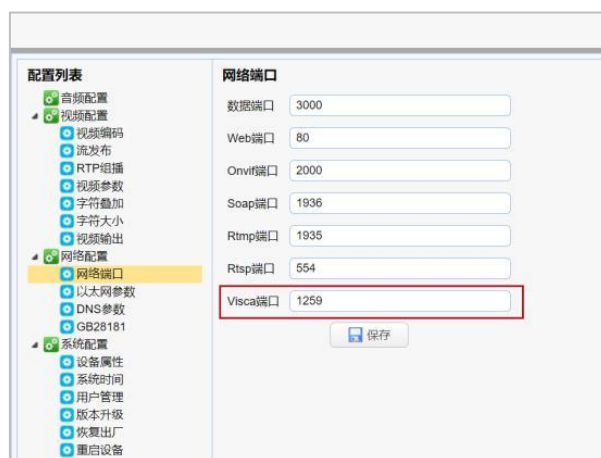 配置列表
音频配置
视频配置
视频编码
流发布
RTP组播
视频参数
字符叠加
字符大小
视频输出
网络配置
网络端口
以太网参数
DNS参数
GB28181
系统配置
设备属性
系统时间
用户管理
版本升级
恢复出厂
重启设备
网络端口
数据端口 3000
Web端口 80
Onvif端口 2000
Soap端口 1936
Rtmp端口 1935
Rtsp端口 554
Visca端口 1259
保存